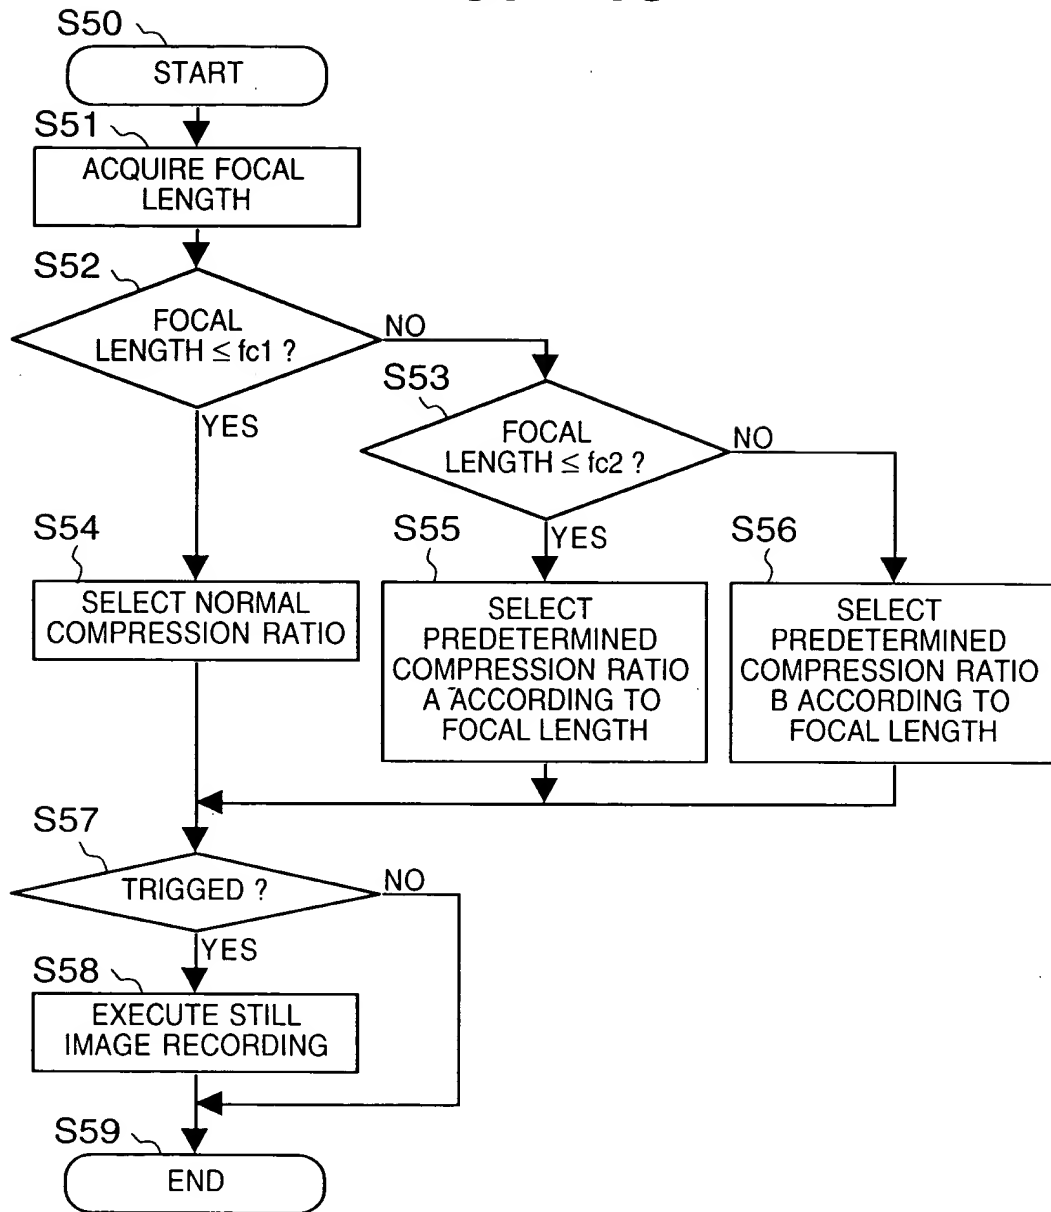 S50
START
S51
ACQUIRE FOCAL
LENGTH
S52
FOCAL
LENGTH ≤ fc1 ?
NO
YES
S53
FOCAL
LENGTH ≤ fc2 ?
NO
YES
S54
SELECT NORMAL
COMPRESSION RATIO
S55
SELECT
PREDETERMINED
COMPRESSION RATIO
A ACCORDING TO
FOCAL LENGTH
S56
SELECT
PREDETERMINED
COMPRESSION RATIO
B ACCORDING TO
FOCAL LENGTH
S57
TRIGGED ?
NO
YES
S58
EXECUTE STILL
IMAGE RECORDING
S59
END